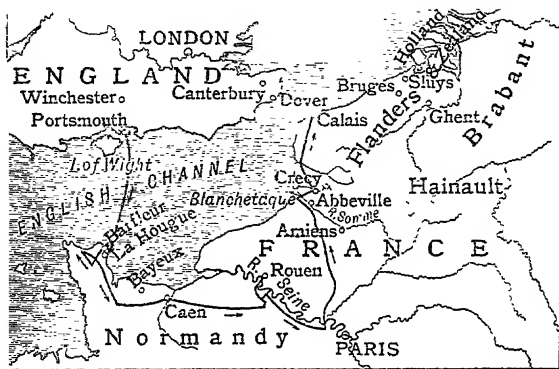 LONDON
ENGLAND
Winchester
Portsmouth
Canterbury
Dover
I. of Wight
ENGLISH CHANNEL
Holland
Zealand
Bruges
Sluys
Flanders
Ghent
Brabant
Calais
Hainault
Crecy
Blanchetaque
Abbeville
R. Somme
Amiens
FRANCE
Barfleur
La Hougue
Bayeux
Caen
Rouen
R. Seine
Normandy
PARIS